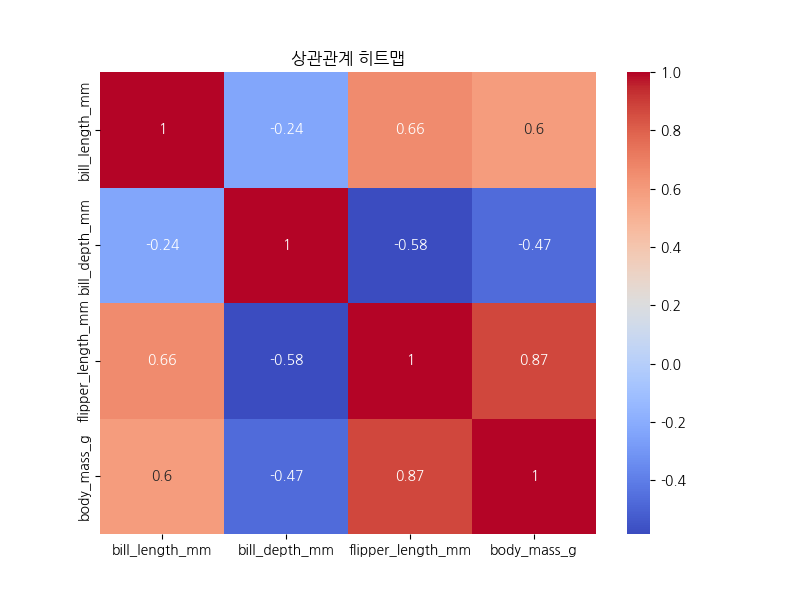 상관관계 히트맵
bill_length_mm
1
-0.24
0.66
0.6
bill_depth_mm
-0.24
1
-0.58
-0.47
flipper_length_mm
0.66
-0.58
1
0.87
body_mass_g
0.6
-0.47
0.87
1
bill_length_mm
bill_depth_mm
flipper_length_mm
body_mass_g
1.0
0.8
0.6
0.4
0.2
0.0
-0.2
-0.4